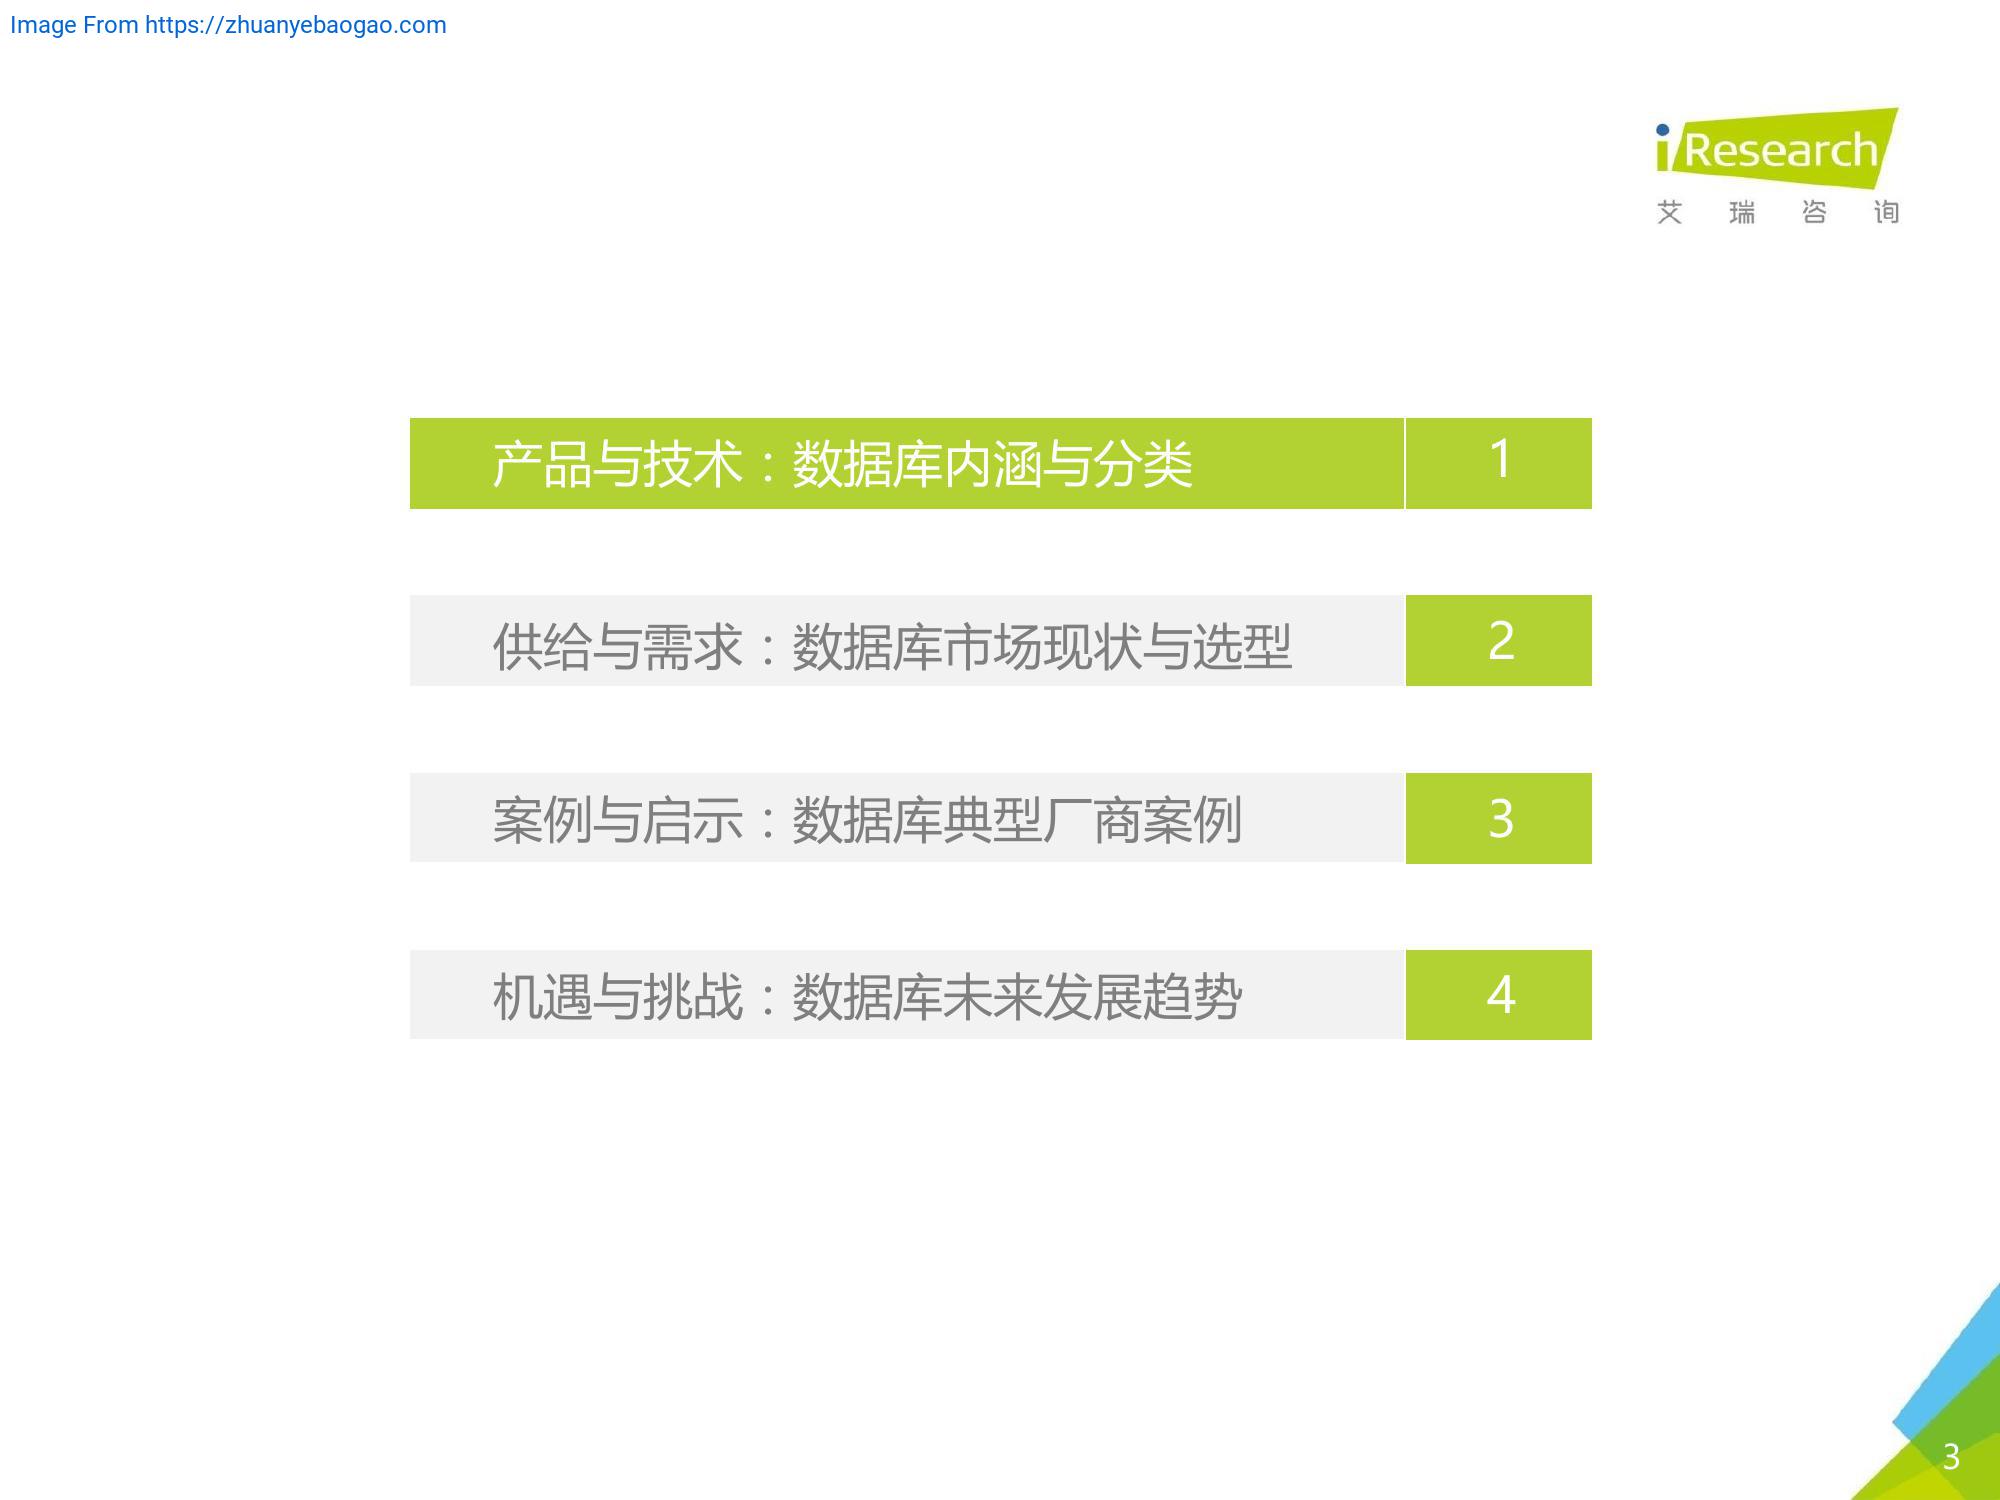 Image From https://zhuanyebaogao.com
iResearch
艾瑞咨询
产品与技术：数据库内涵与分类 1
供给与需求：数据库市场现状与选型 2
案例与启示：数据库典型厂商案例 3
机遇与挑战：数据库未来发展趋势 4
3